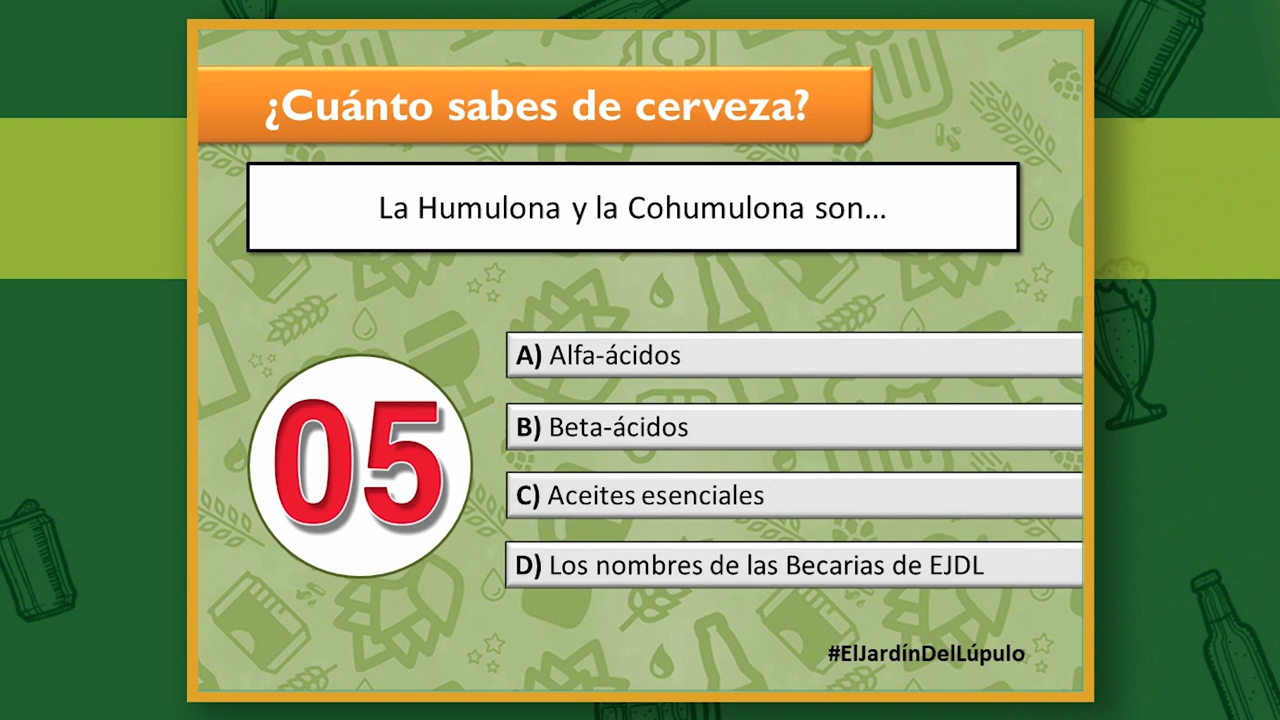 ¿Cuánto sabes de cerveza?
La Humulona y la Cohumulona son...
05
A) Alfa-ácidos
B) Beta-ácidos
C) Aceites esenciales
D) Los nombres de las Becarias de EJDL
#ElJardínDelLúpulo